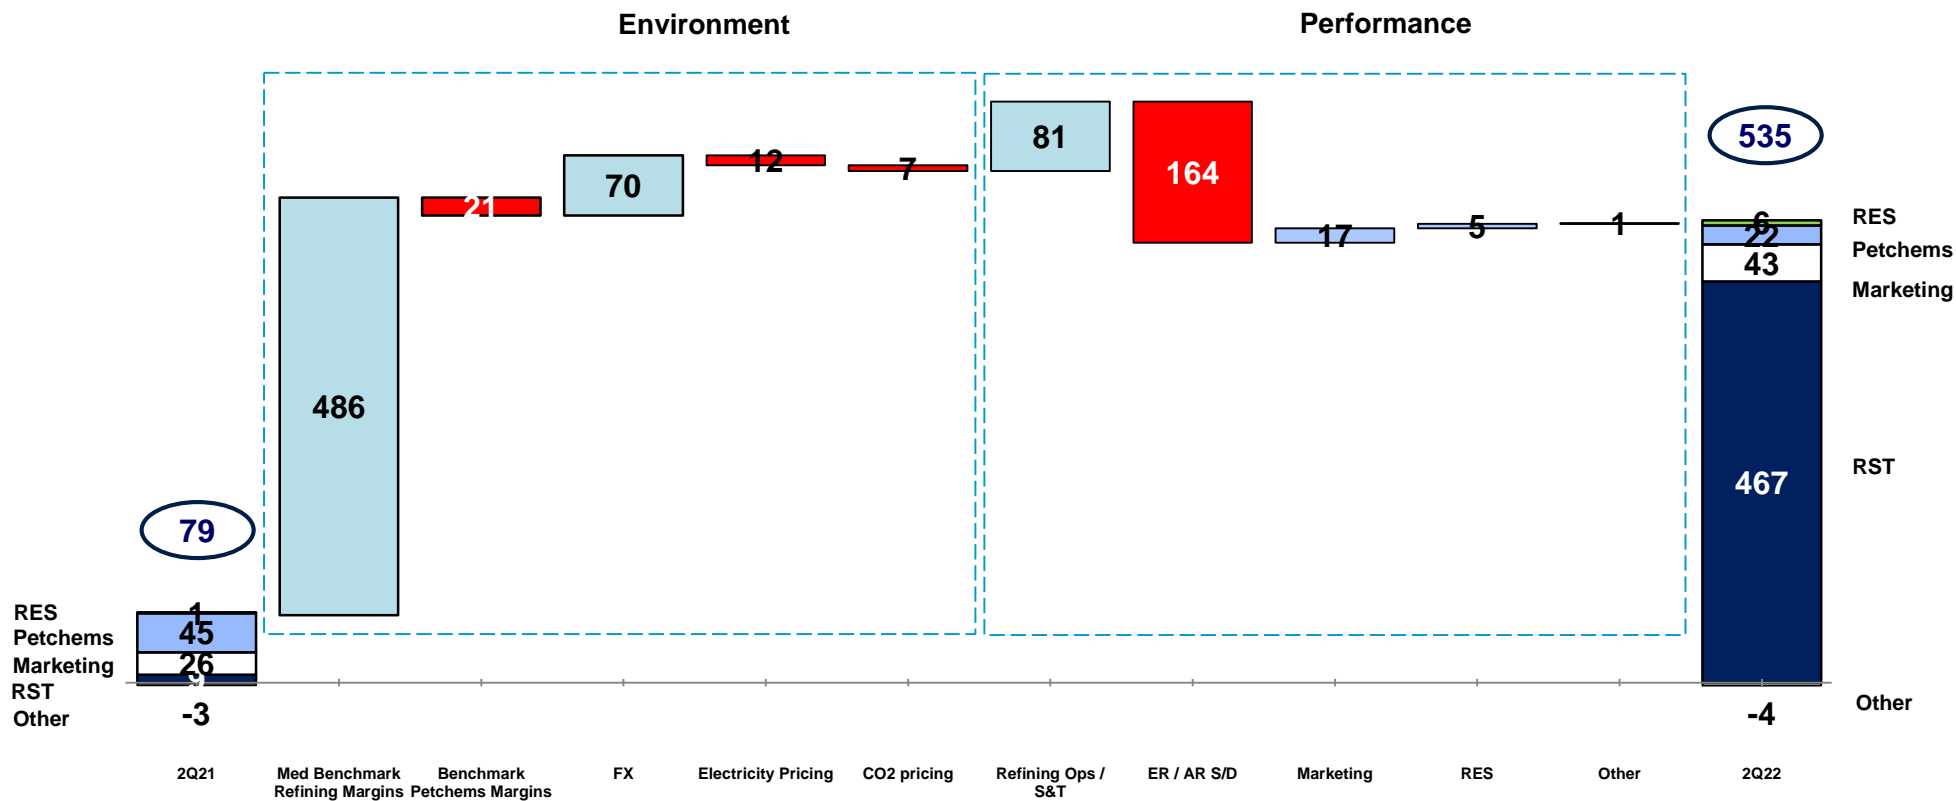 Environment
Performance
486
21
70
12
7
81
164
17
5
1
535
6
22
43
467
-4
RES
Petchems
Marketing
RST
Other
79
1
45
26
9
-3
RES
Petchems
Marketing
RST
Other
2Q21
Med Benchmark
Refining Margins
Benchmark
Petchems Margins
FX
Electricity Pricing
CO2 pricing
Refining Ops /
S&T
ER / AR S/D
Marketing
RES
Other
2Q22